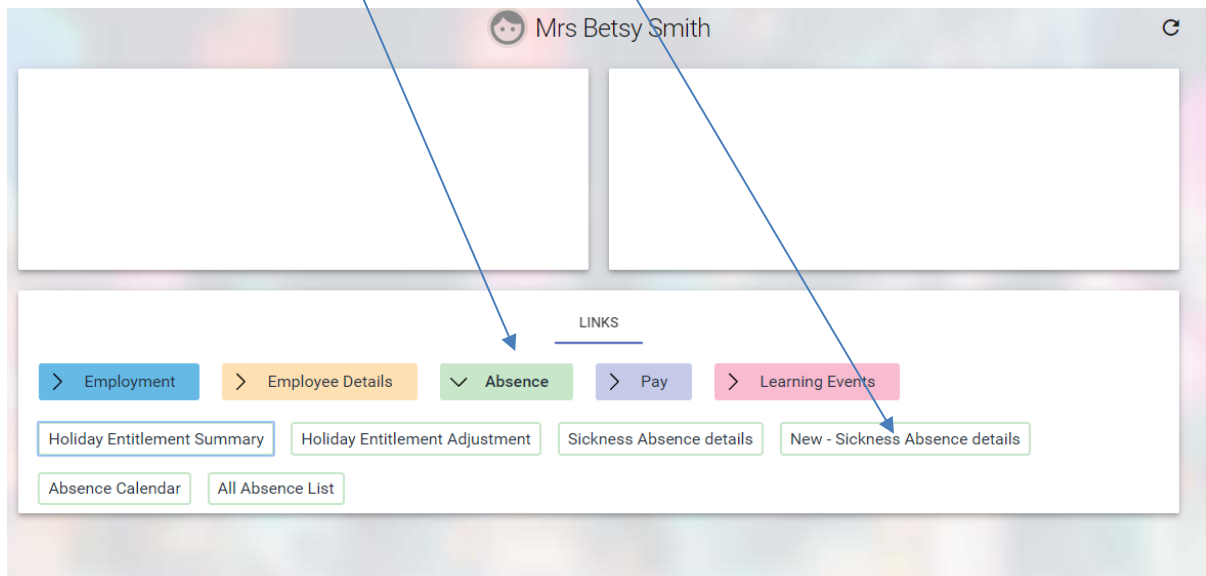 Mrs Betsy Smith
LINKS
Employment Employee Details Absence Pay Learning Events
Holiday Entitlement Summary Holiday Entitlement Adjustment Sickness Absence details New - Sickness Absence details
Absence Calendar All Absence List